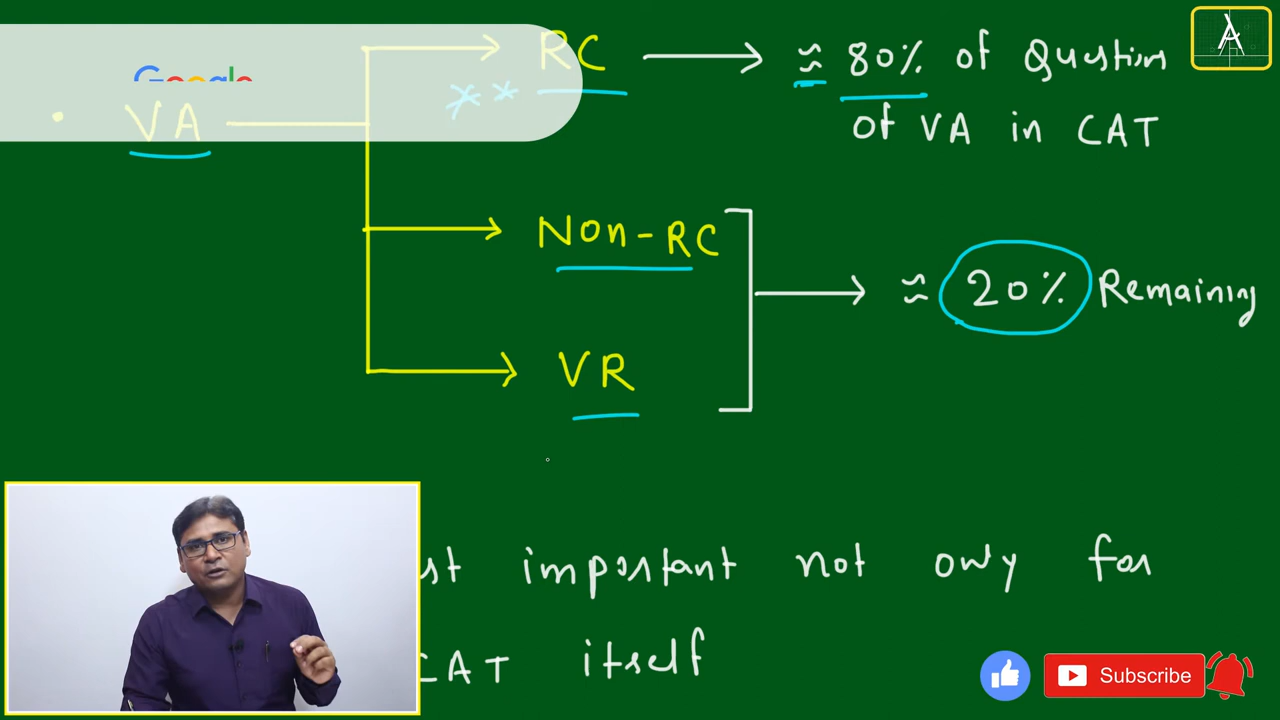 Google
RC → ≈ 80% of Question
of VA in CAT
• VA
**
Non-RC
≈ 20% Remaining
VR
important not only for
CAT itself
Subscribe